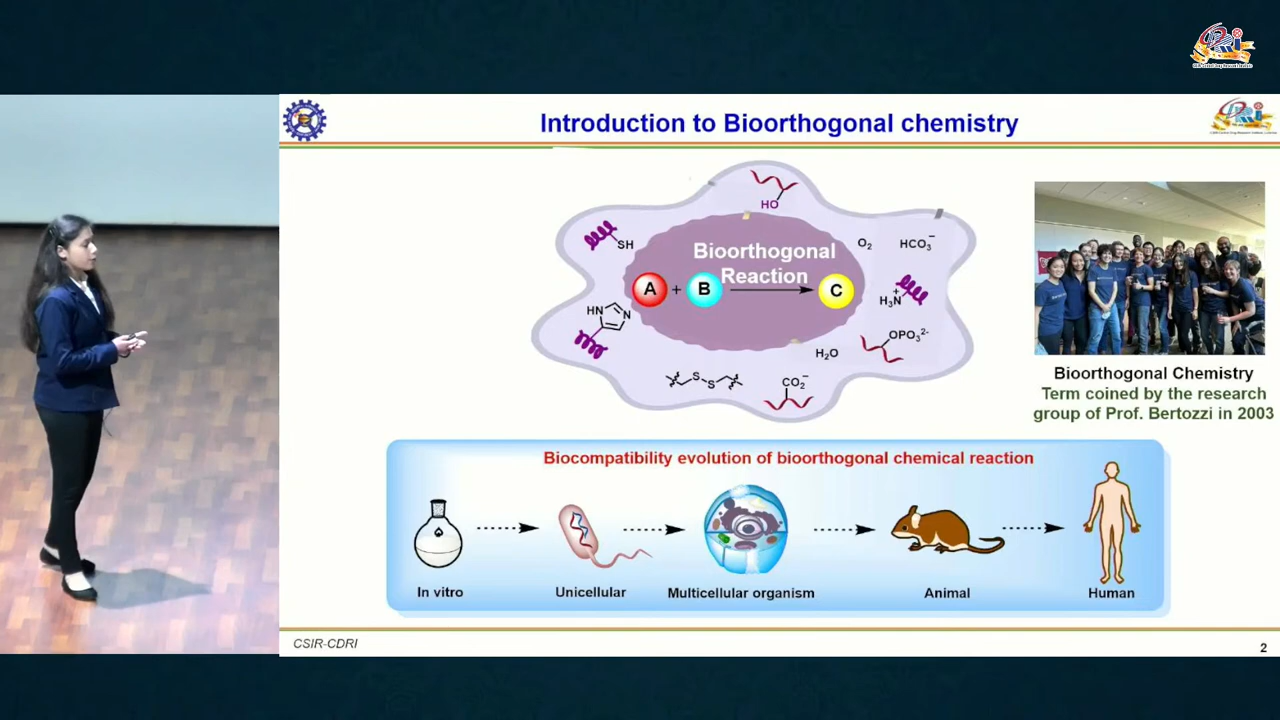 Introduction to Bioorthogonal chemistry
HO
SH
Bioorthogonal
Reaction
O₂
HCO₃⁻
A + B
C
H₃N⁺
HN
N
OPO₃²⁻
H₂O
S
S
CO₂⁻
Bioorthogonal Chemistry
Term coined by the research
group of Prof. Bertozzi in 2003
Biocompatibility evolution of bioorthogonal chemical reaction
In vitro
Unicellular
Multicellular organism
Animal
Human
CSIR-CDRI
2